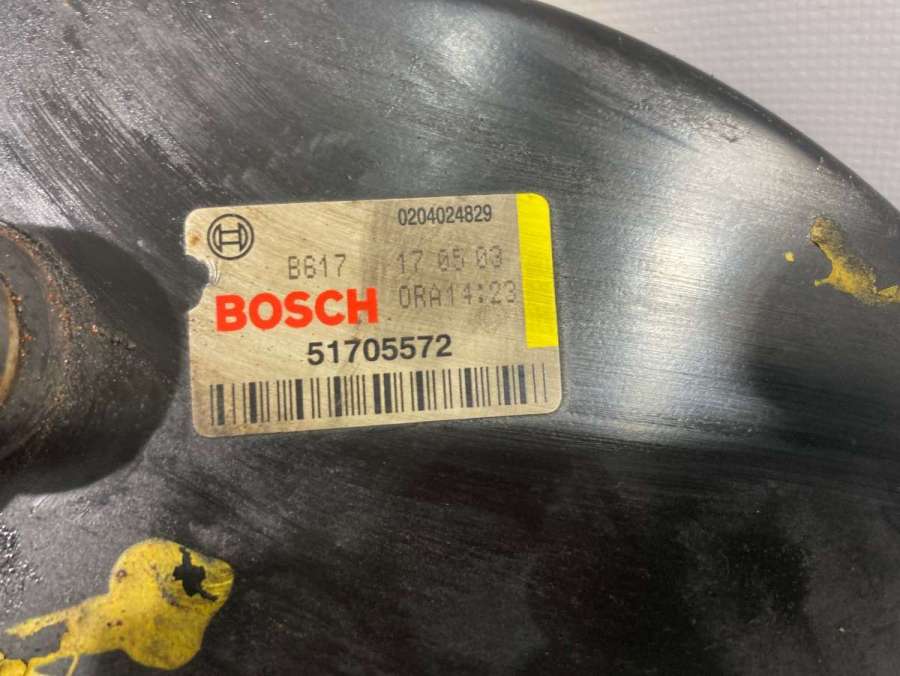 0204024829
B617 17 05 03
BOSCH ORA14:23
51705572